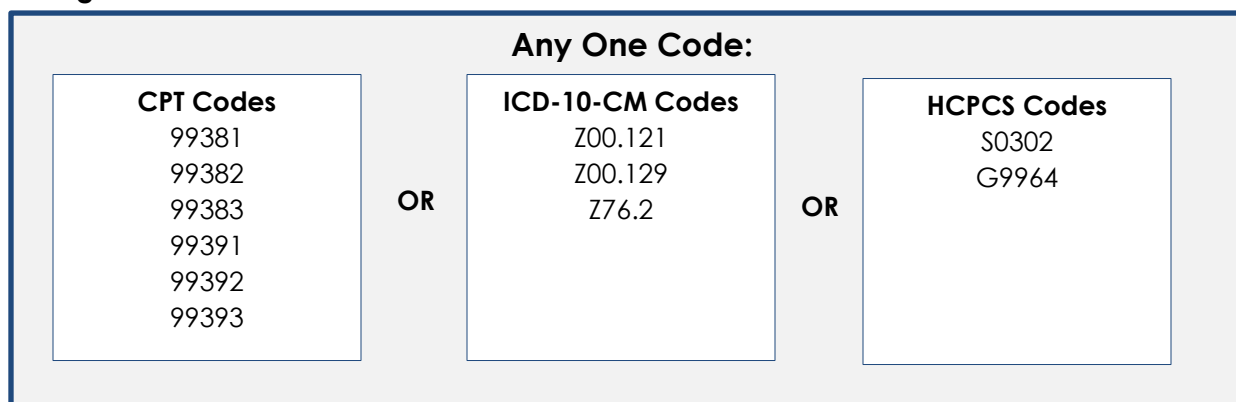 Any One Code:
CPT Codes
99381
99382
99383
99391
99392
99393
OR
ICD-10-CM Codes
Z00.121
Z00.129
Z76.2
OR
HCPCS Codes
S0302
G9964